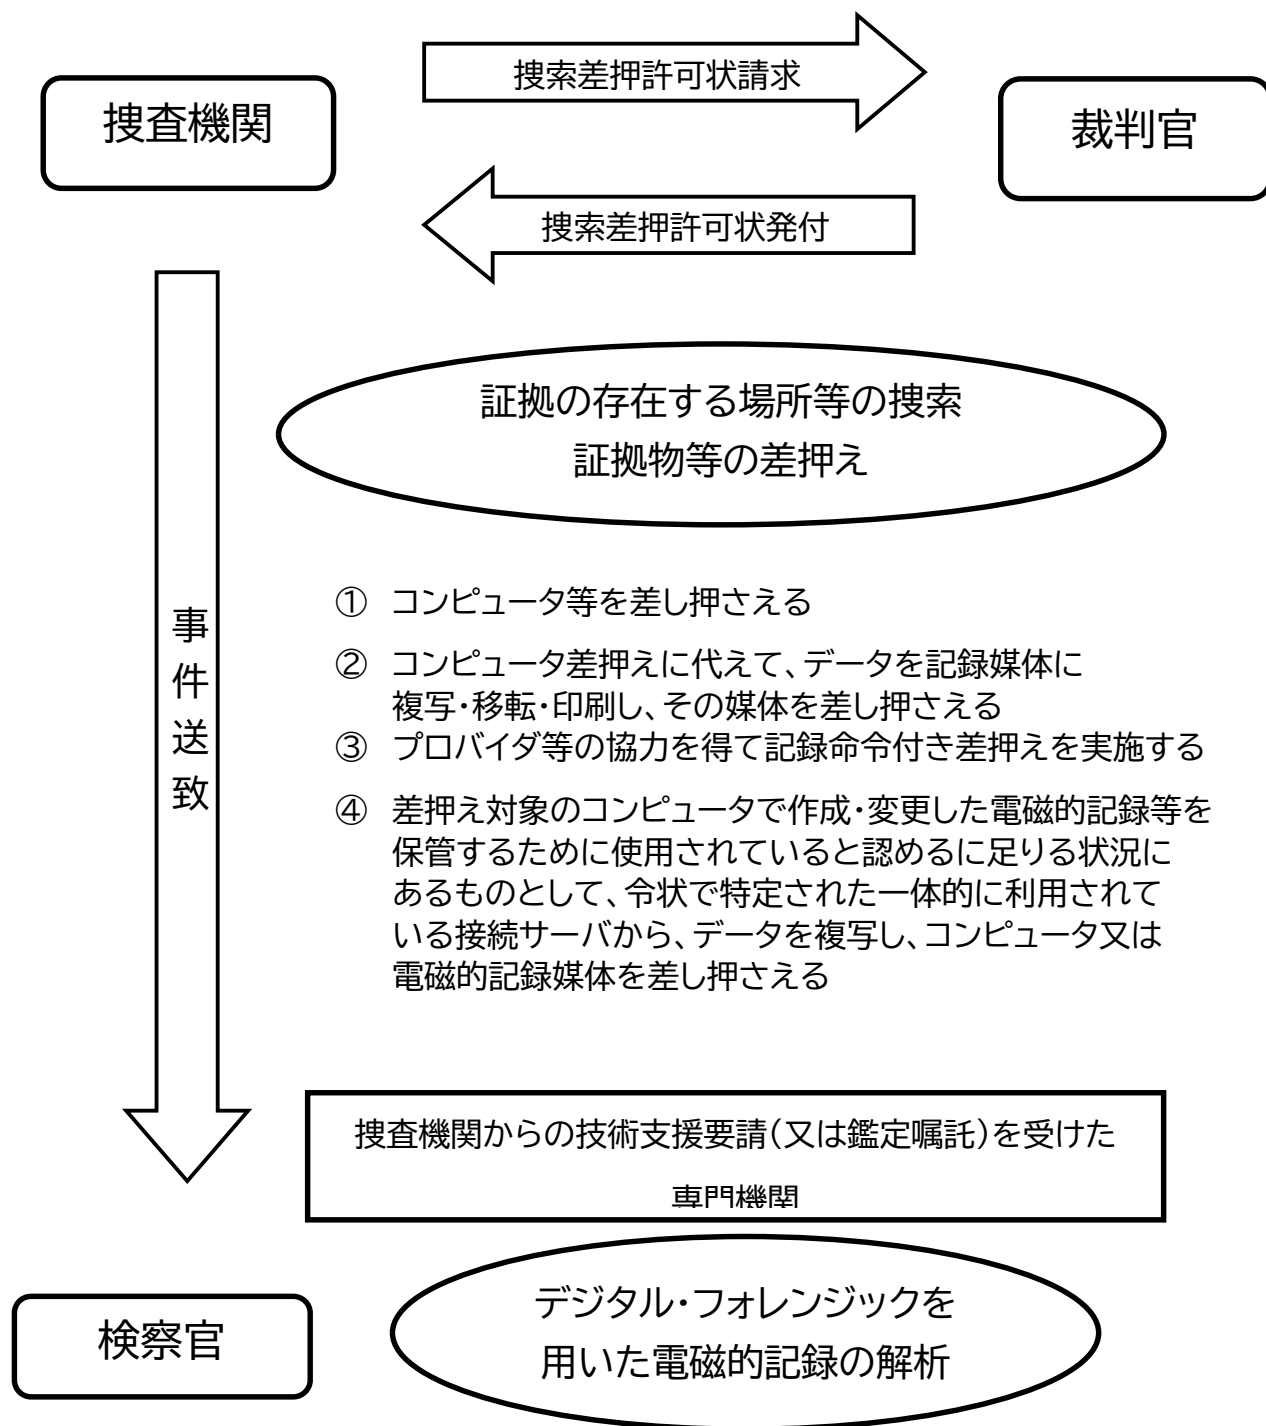 捜索差押許可状請求
捜査機関
裁判官
捜索差押許可状発付
証拠の存在する場所等の捜索
証拠物等の差押え
① コンピュータ等を差し押さえる
② コンピュータ差押えに代えて、データを記録媒体に
複写・移転・印刷し、その媒体を差し押さえる
③ プロバイダ等の協力を得て記録命令付き差押えを実施する
④ 差押え対象のコンピュータで作成・変更した電磁的記録等を
保管するために使用されていると認めるに足りる状況に
あるものとして、令状で特定された一体的に利用されて
いる接続サーバから、データを複写し、コンピュータ又は
電磁的記録媒体を差し押さえる
事件送致
捜査機関からの技術支援要請(又は鑑定嘱託)を受けた
専門機関
デジタル・フォレンジックを
用いた電磁的記録の解析
検察官